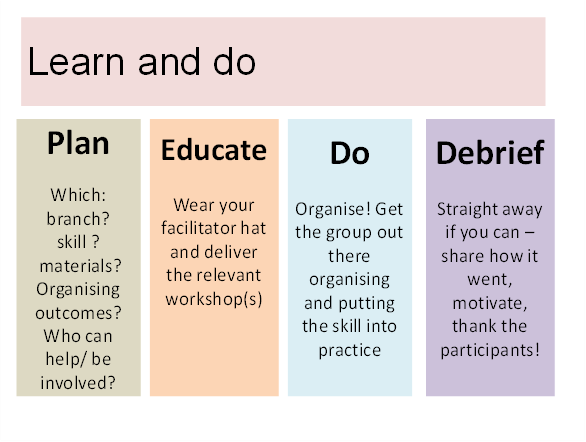 Learn and do
Plan
Which:
branch?
skill ?
materials?
Organising
outcomes?
Who can
help/ be
involved?
Educate
Wear your
facilitator hat
and deliver
the relevant
workshop(s)
Do
Organise! Get
the group out
there
organising
and putting
the skill into
practice
Debrief
Straight away
if you can –
share how it
went,
motivate,
thank the
participants!